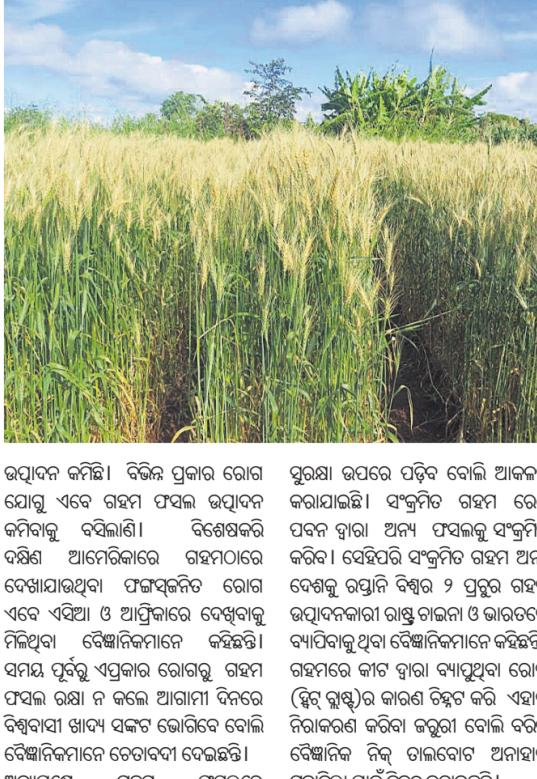 ଉତ୍ପାଦନ କମିଛି। ବିଭିନ୍ନ ପ୍ରକାର ରୋଗ
ଯୋଗୁ ଏବେ ଗହମ ଫସଲ ଉତ୍ପାଦନ
କମିବାକୁ ବସିଲାଣି। ବିଶେଷକରି
ଦକ୍ଷିଣ ଆମେରିକାରେ ଗହମଠାରେ
ଦେଖାଯାଉଥିବା ଫଙ୍ଗସ୍‌ଜନିତ ରୋଗ
ଏବେ ଏସିଆ ଓ ଆଫ୍ରିକାରେ ଦେଖିବାକୁ
ମିଳିଥିବା ବୈଜ୍ଞାନିକମାନେ କହିଛନ୍ତି।
ସମୟ ପୂର୍ବରୁ ଏପ୍ରକାର ରୋଗରୁ ଗହମ
ଫସଲ ରକ୍ଷା ନ କଲେ ଆଗାମୀ ଦିନରେ
ବିଶ୍ୱବାସୀ ଖାଦ୍ୟ ସଙ୍କଟ ଭୋଗିବେ ବୋଲି
ବୈଜ୍ଞାନିକମାନେ ଚେତାବନୀ ଦେଇଛନ୍ତି।
ସୁରକ୍ଷା ଉପରେ ପଡ଼ିବ ବୋଲି ଆକଳ
କରାଯାଇଛି। ସଂକ୍ରମିତ ଗହମ ରେ
ପବନ ଦ୍ୱାରା ଅନ୍ୟ ଫସଲକୁ ସଂକ୍ରମି
କରିବ। ସେହିପରି ସଂକ୍ରମିତ ଗହମ ଅନ
ଦେଶକୁ ରପ୍ତାନି ବିଶ୍ୱର ୨ ପ୍ରଚୁର ଗହ
ଉତ୍ପାଦନକାରୀ ରାଷ୍ଟ୍ର ଚାଇନା ଓ ଭାରତରେ
ବ୍ୟାପିବାକୁ ଥିବା ବୈଜ୍ଞାନିକମାନେ କହିଛନ୍ତି
ଗହମରେ କୀଟ ଦ୍ୱାରା ବ୍ୟାପୁଥିବା ରୋ
(ହ୍ୱିଟ୍ ବ୍ଲାଷ୍ଟ)ର କାରଣ ଚିହ୍ନଟ କରି ଏହା
ନିରାକରଣ କରିବା ଜରୁରୀ ବୋଲି ବରି
ବୈଜ୍ଞାନିକ ନିକ୍ ତାଲବୋଟ ଅନାହା